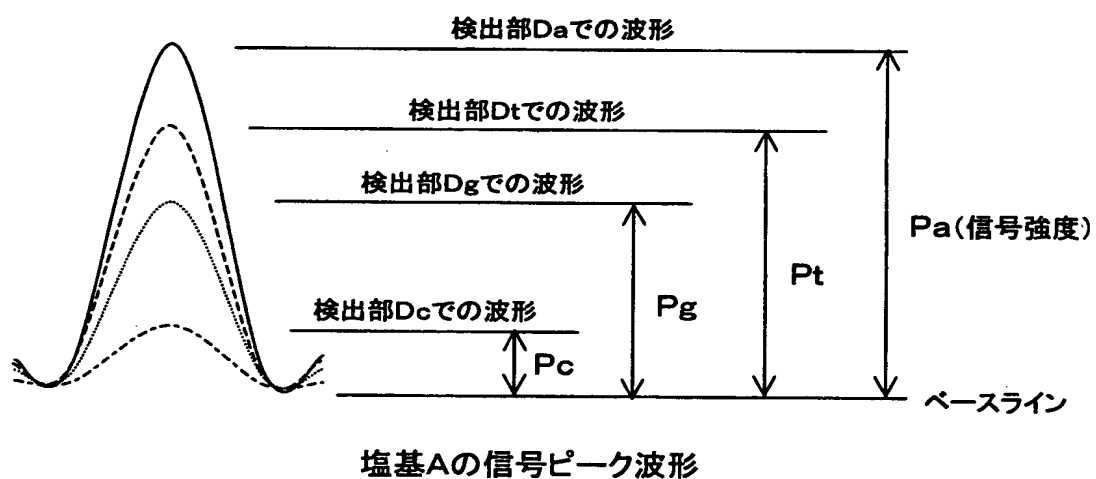 検出部Daでの波形
検出部Dtでの波形
検出部Dgでの波形
Pa(信号強度)
Pt
Pg
検出部Dcでの波形
Pc
ベースライン
塩基Aの信号ピーク波形